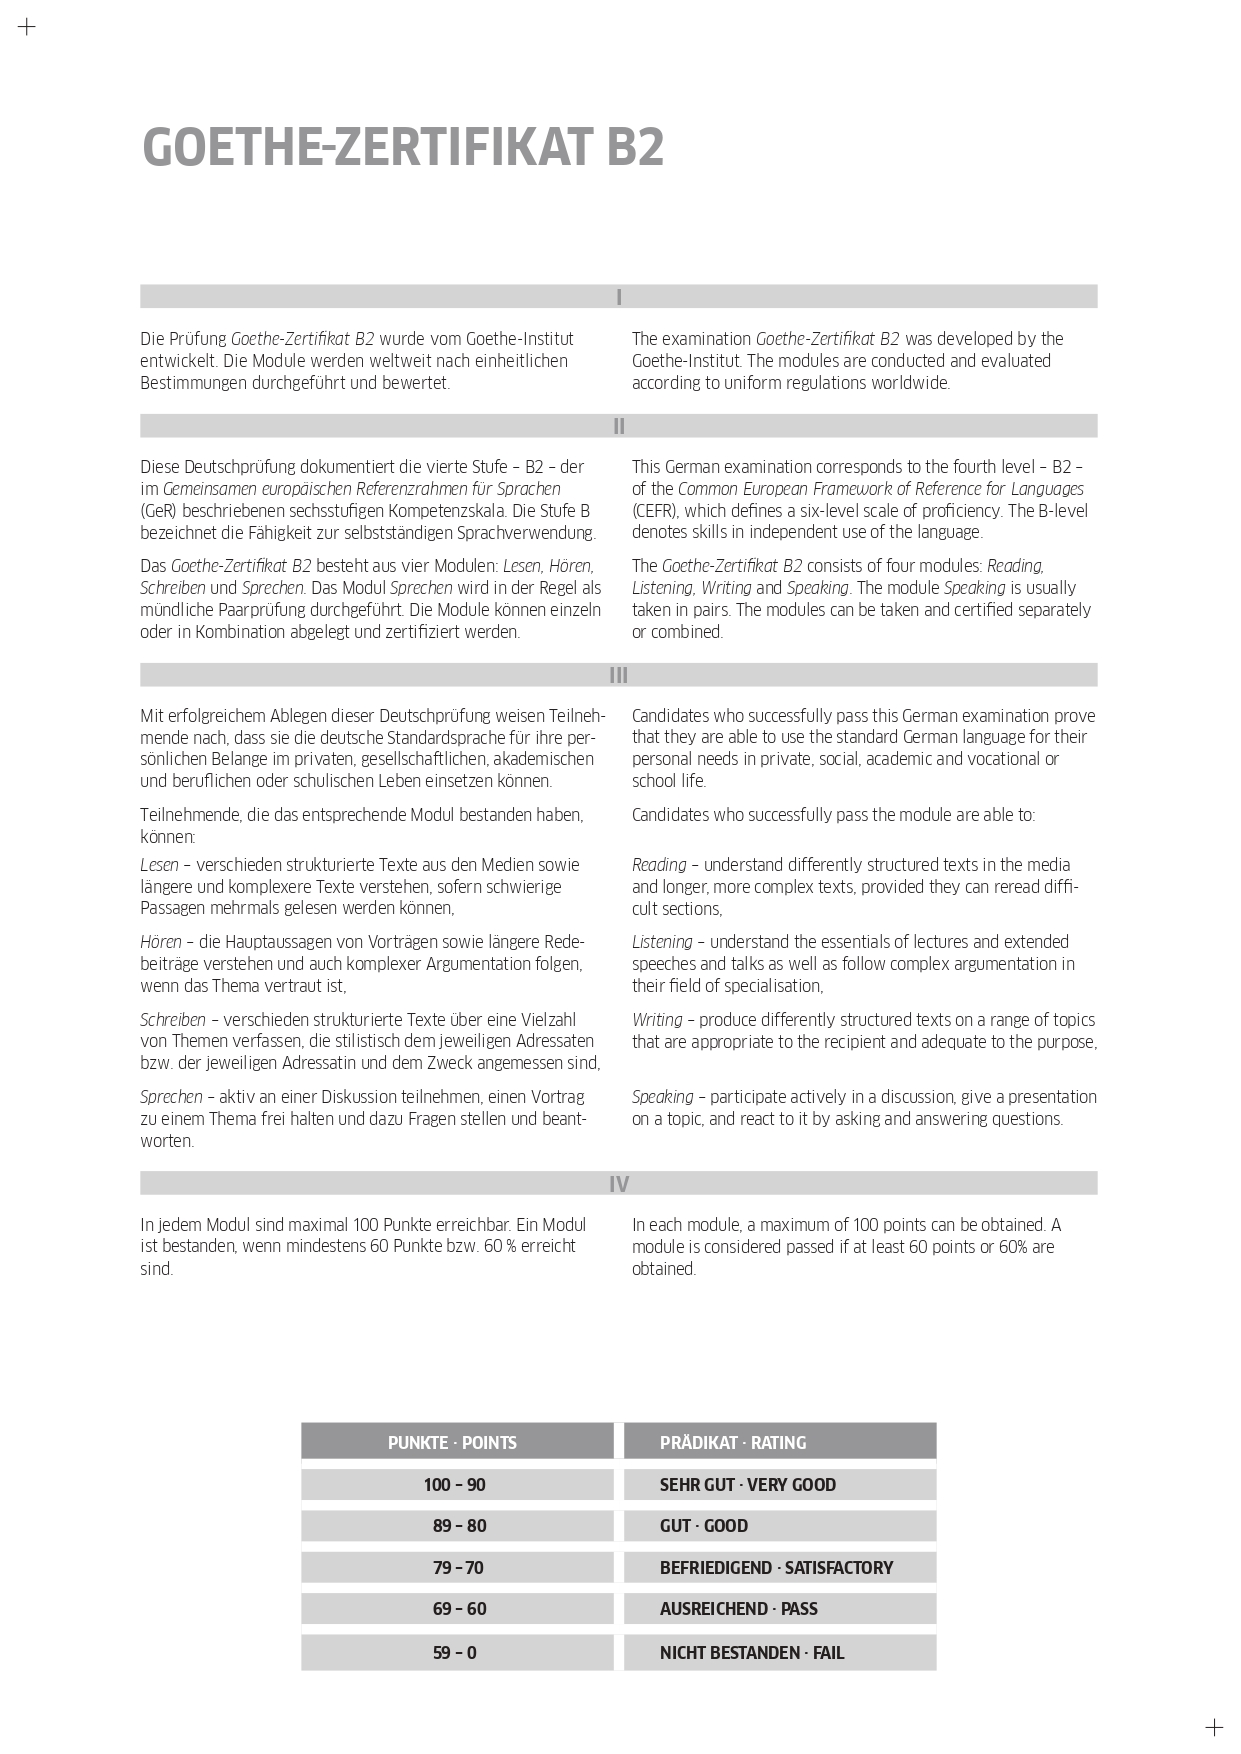 GOETHE-ZERTIFIKAT B2
I
Die Prüfung Goethe-Zertifikat B2 wurde vom Goethe-Institut
entwickelt. Die Module werden weltweit nach einheitlichen
Bestimmungen durchgeführt und bewertet.
The examination Goethe-Zertifikat B2 was developed by the
Goethe-Institut. The modules are conducted and evaluated
according to uniform regulations worldwide.
II
Diese Deutschprüfung dokumentiert die vierte Stufe – B2 – der
im Gemeinsamen europäischen Referenzrahmen für Sprachen
(GeR) beschriebenen sechsstufigen Kompetenzskala. Die Stufe B
bezeichnet die Fähigkeit zur selbstständigen Sprachverwendung.
Das Goethe-Zertifikat B2 besteht aus vier Modulen: Lesen, Hören,
Schreiben und Sprechen. Das Modul Sprechen wird in der Regel als
mündliche Paarprüfung durchgeführt. Die Module können einzeln
oder in Kombination abgelegt und zertifiziert werden.
This German examination corresponds to the fourth level – B2 –
of the Common European Framework of Reference for Languages
(CEFR), which defines a six-level scale of proficiency. The B-level
denotes skills in independent use of the language.
The Goethe-Zertifikat B2 consists of four modules: Reading,
Listening, Writing and Speaking. The module Speaking is usually
taken in pairs. The modules can be taken and certified separately
or combined.
III
Mit erfolgreichem Ablegen dieser Deutschprüfung weisen Teilneh-
mende nach, dass sie die deutsche Standardsprache für ihre per-
sönlichen Belange im privaten, gesellschaftlichen, akademischen
und beruflichen oder schulischen Leben einsetzen können.
Teilnehmende, die das entsprechende Modul bestanden haben,
können:
Lesen – verschieden strukturierte Texte aus den Medien sowie
längere und komplexere Texte verstehen, sofern schwierige
Passagen mehrmals gelesen werden können,
Hören – die Hauptaussagen von Vorträgen sowie längere Rede-
beiträge verstehen und auch komplexer Argumentation folgen,
wenn das Thema vertraut ist,
Schreiben – verschieden strukturierte Texte über eine Vielzahl
von Themen verfassen, die stilistisch dem jeweiligen Adressaten
bzw. der jeweiligen Adressatin und dem Zweck angemessen sind,
Sprechen – aktiv an einer Diskussion teilnehmen, einen Vortrag
zu einem Thema frei halten und dazu Fragen stellen und beant-
worten.
Candidates who successfully pass this German examination prove
that they are able to use the standard German language for their
personal needs in private, social, academic and vocational or
school life.
Candidates who successfully pass the module are able to:
Reading – understand differently structured texts in the media
and longer, more complex texts, provided they can reread diffi-
cult sections,
Listening – understand the essentials of lectures and extended
speeches and talks as well as follow complex argumentation in
their field of specialisation,
Writing – produce differently structured texts on a range of topics
that are appropriate to the recipient and adequate to the purpose,
Speaking – participate actively in a discussion, give a presentation
on a topic, and react to it by asking and answering questions.
IV
In jedem Modul sind maximal 100 Punkte erreichbar. Ein Modul
ist bestanden, wenn mindestens 60 Punkte bzw. 60 % erreicht
sind.
In each module, a maximum of 100 points can be obtained. A
module is considered passed if at least 60 points or 60% are
obtained.
PUNKTE · POINTS PRÄDIKAT · RATING
100 – 90 SEHR GUT · VERY GOOD
89 – 80 GUT · GOOD
79 – 70 BEFRIEDIGEND · SATISFACTORY
69 – 60 AUSREICHEND · PASS
59 – 0 NICHT BESTANDEN · FAIL